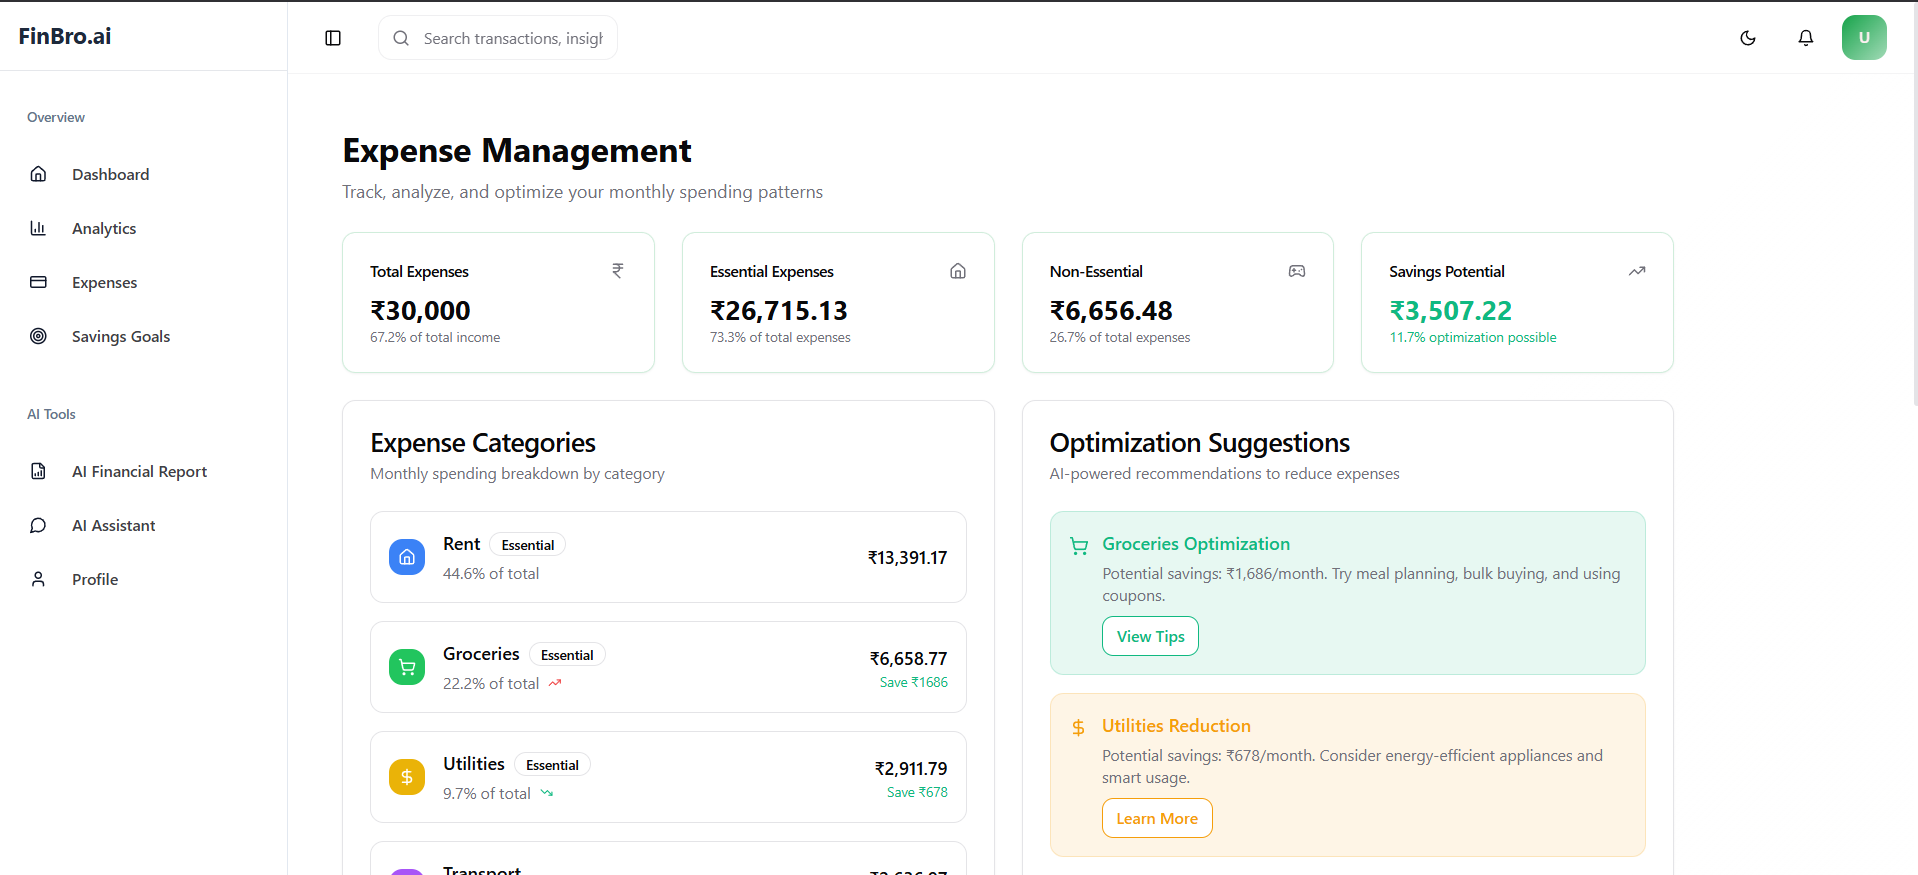 FinBro.ai
Search transactions, insigh
U
Overview
Dashboard
Analytics
Expenses
Savings Goals
AI Tools
AI Financial Report
AI Assistant
Profile
Expense Management
Track, analyze, and optimize your monthly spending patterns
Total Expenses
₹30,000
67.2% of total income
Essential Expenses
₹26,715.13
73.3% of total expenses
Non-Essential
₹6,656.48
26.7% of total expenses
Savings Potential
₹3,507.22
11.7% optimization possible
Expense Categories
Monthly spending breakdown by category
Rent Essential
44.6% of total
₹13,391.17
Groceries Essential
22.2% of total
₹6,658.77
Save ₹1686
Utilities Essential
9.7% of total
₹2,911.79
Save ₹678
Transport
Optimization Suggestions
AI-powered recommendations to reduce expenses
Groceries Optimization
Potential savings: ₹1,686/month. Try meal planning, bulk buying, and using
coupons.
View Tips
Utilities Reduction
Potential savings: ₹678/month. Consider energy-efficient appliances and
smart usage.
Learn More